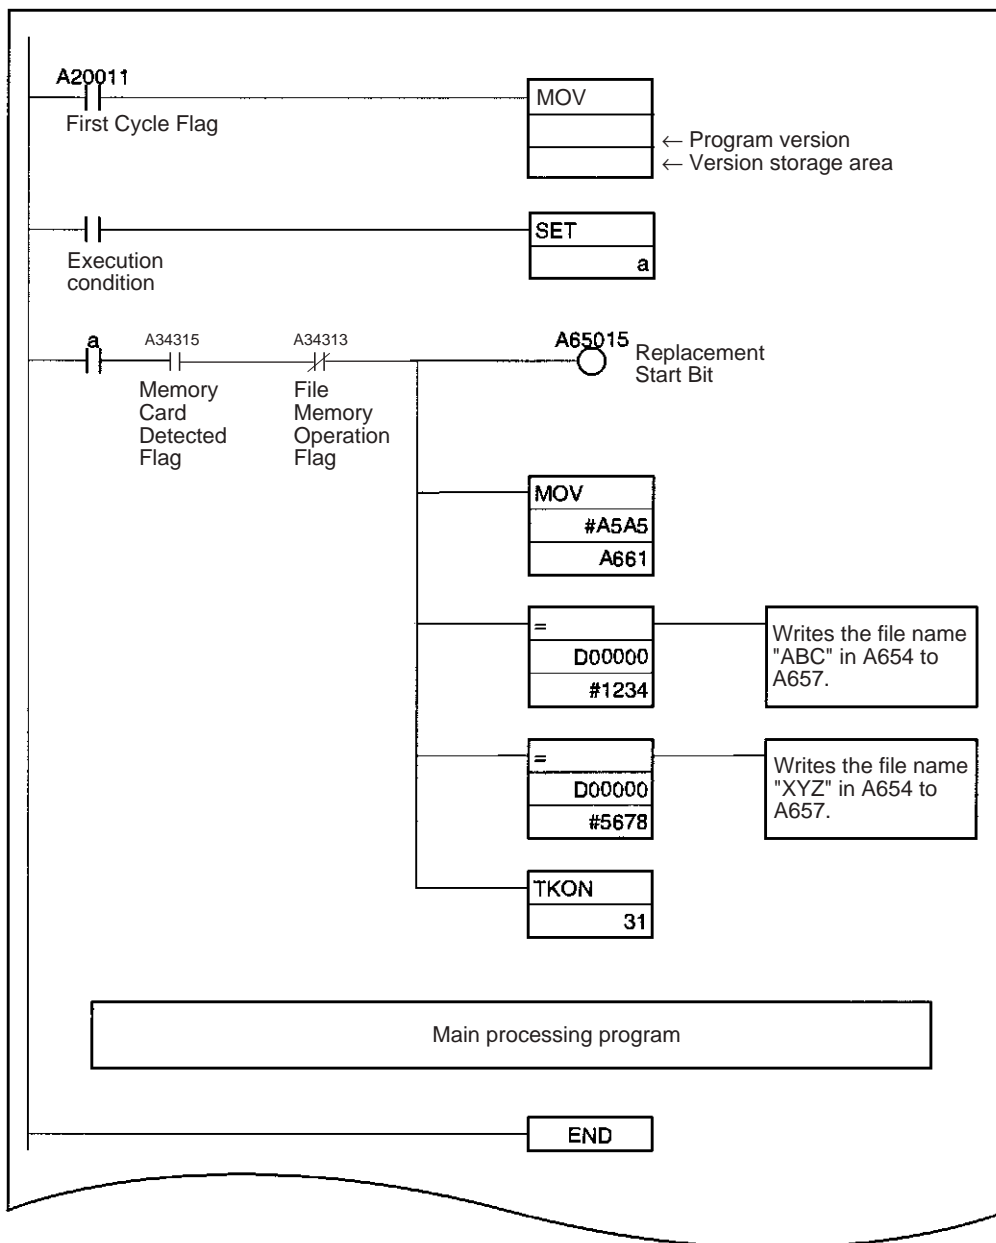 A20011
MOV
First Cycle Flag
← Program version
← Version storage area
SET
a
Execution
condition
a
A34315
A34313
A65015
Replacement
Start Bit
Memory
Card
Detected
Flag
File
Memory
Operation
Flag
MOV
#A5A5
A661
=
D00000
#1234
Writes the file name
"ABC" in A654 to
A657.
=
D00000
#5678
Writes the file name
"XYZ" in A654 to
A657.
TKON
31
Main processing program
END